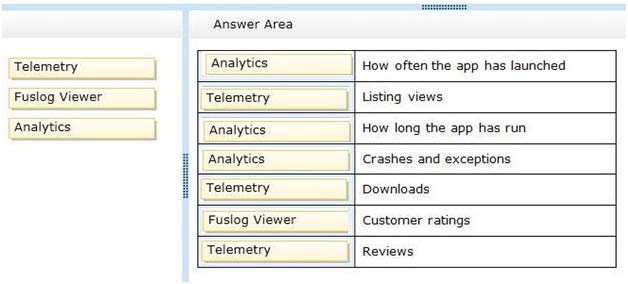 Answer Area
Telemetry
Fuslog Viewer
Analytics
Analytics How often the app has launched
Telemetry Listing views
Analytics How long the app has run
Analytics Crashes and exceptions
Telemetry Downloads
Fuslog Viewer Customer ratings
Telemetry Reviews